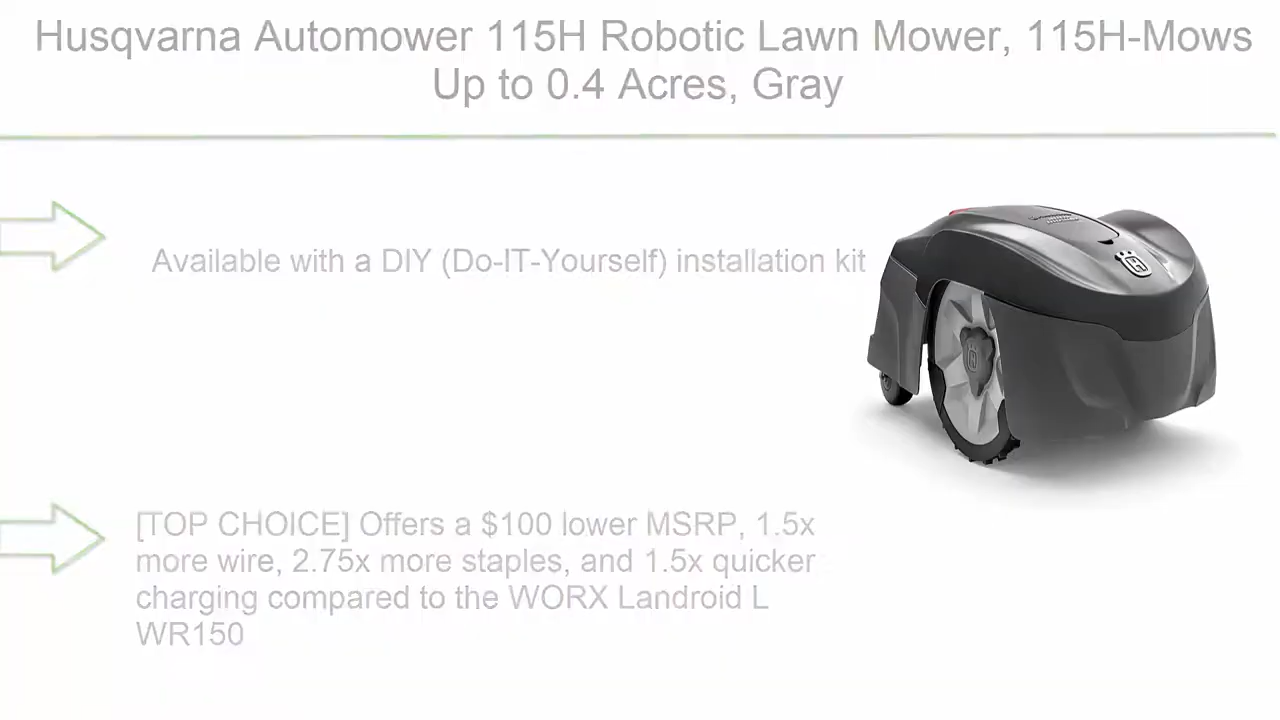 Husqvarna Automower 115H Robotic Lawn Mower, 115H-Mows
Up to 0.4 Acres, Gray
Available with a DIY (Do-IT-Yourself) installation kit
[TOP CHOICE] Offers a $100 lower MSRP, 1.5x
more wire, 2.75x more staples, and 1.5x quicker
charging compared to the WORX Landroid L
WR150